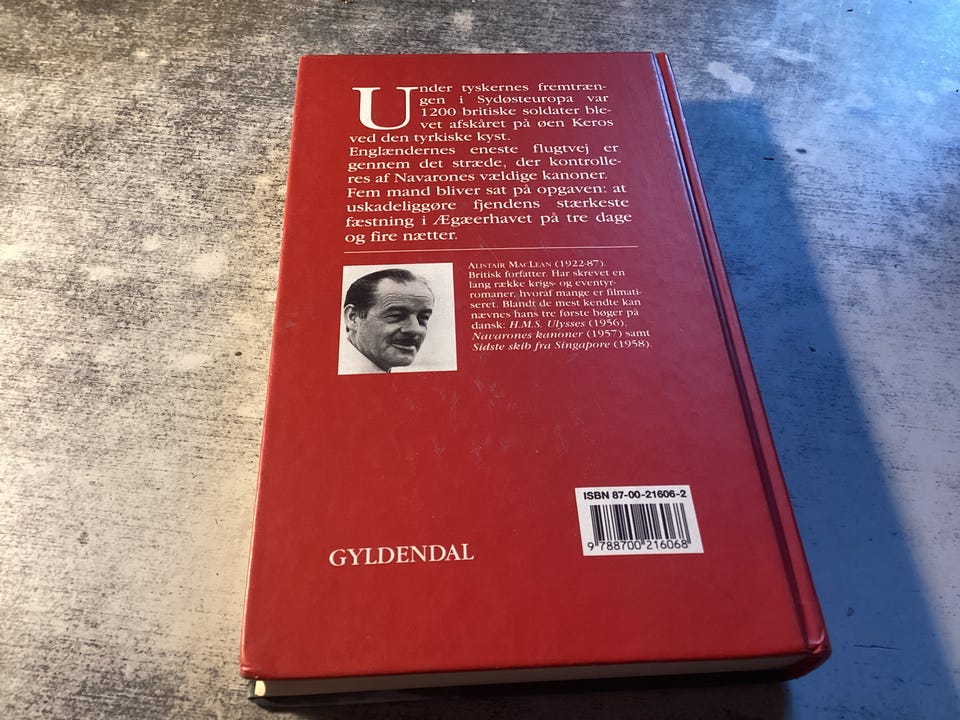 Under tyskernes fremtræn-
gen i Sydøsteuropa var
1200 britiske soldater ble-
vet afskåret på øen Keros
ved den tyrkiske kyst.
Englændernes eneste flugtvej er
gennem det stræde, der kontrolle-
res af Navarones vældige kanoner.
Fem mand bliver sat på opgaven: at
uskadeliggøre fjendens stærkeste
fæstning i Ægæerhavet på tre dage
og fire nætter.
ALISTAIR MACLEAN (1922-87).
Britisk forfatter. Har skrevet en
lang række krigs- og eventyr-
romaner, hvoraf mange er filmati-
seret. Blandt de mest kendte kan
nævnes hans tre første bøger på
dansk: H.M.S. Ulysses (1956),
Navarones kanoner (1957) samt
Sidste skib fra Singapore (1958).
ISBN 87-00-21606-2
9 788700 216068
GYLDENDAL